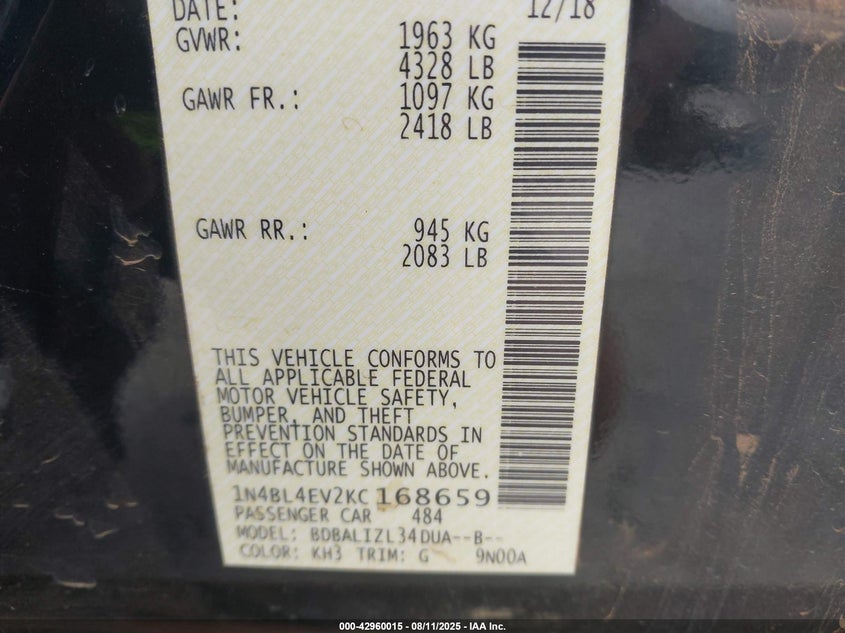 DATE: 12/18
GVWR: 1963 KG
4328 LB
GAWR FR.: 1097 KG
2418 LB
GAWR RR.: 945 KG
2083 LB
THIS VEHICLE CONFORMS TO
ALL APPLICABLE FEDERAL
MOTOR VEHICLE SAFETY,
BUMPER, AND THEFT
PREVENTION STANDARDS IN
EFFECT ON THE DATE OF
MANUFACTURE SHOWN ABOVE.
1N4BL4EV2KC168659
PASSENGER CAR 484
MODEL: BDBALIZL34DUA--B--
COLOR: KH3 TRIM: G 9N00A
000-42960015 - 08/11/2025 - IAA Inc.